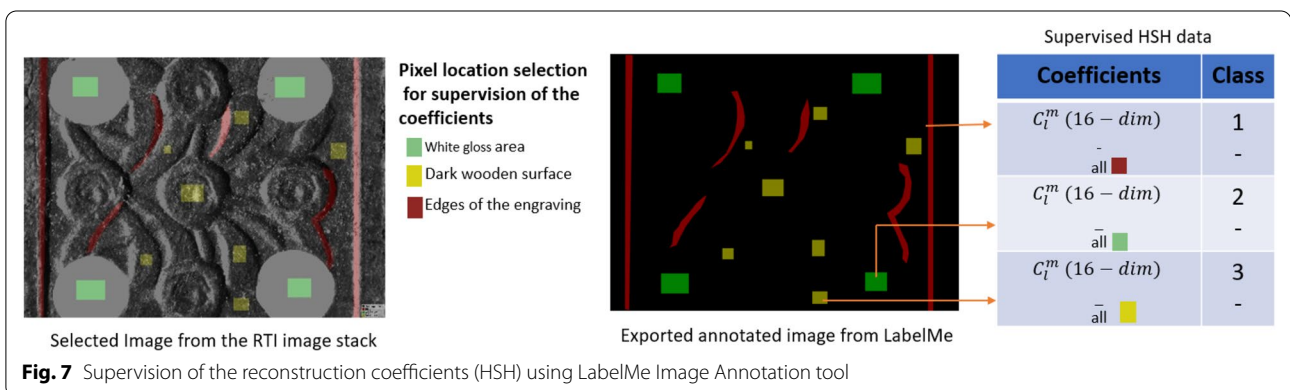 Pixel location selection
for supervision of the
coefficients
White gloss area
Dark wooden surface
Edges of the engraving
Selected Image from the RTI image stack
Exported annotated image from LabelMe
Supervised HSH data
Coefficients Class
C_l^m (16 − dim) 1
- -
all
C_l^m (16 − dim) 2
- -
all
C_l^m (16 − dim) 3
- -
all
Fig. 7 Supervision of the reconstruction coefficients (HSH) using LabelMe Image Annotation tool